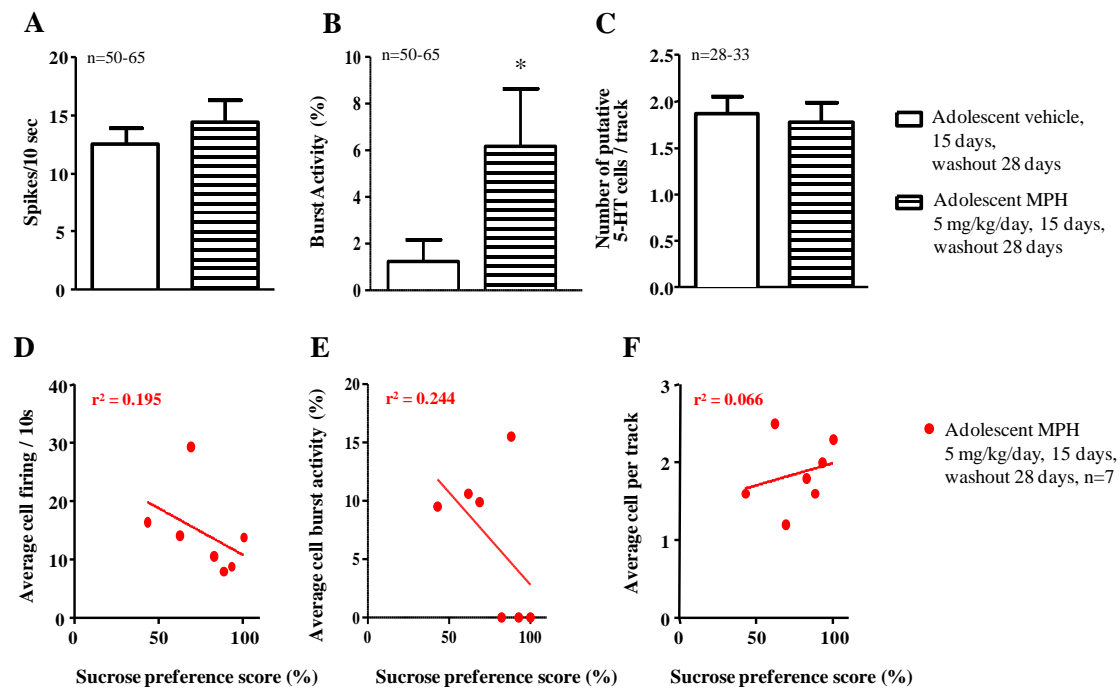 A
n=50-65
Spikes/10 sec
20
15
10
5
0
B
n=50-65
*
Burst Activity (%)
10
8
6
4
2
0
C
n=28-33
Number of putative
5-HT cells / track
2.5
2.0
1.5
2.0
0.0
Adolescent vehicle,
15 days,
washout 28 days
Adolescent MPH
5 mg/kg/day, 15 days,
washout 28 days
D
r² = 0.195
Average cell firing / 10s
40
30
20
10
0
0 50 100
Sucrose preference score (%)
E
r² = 0.244
Average cell burst activity (%)
20
15
10
5
0
0 50 100
Sucrose preference score (%)
F
r² = 0.066
Average cell per track
3
2
1
0
0 50 100
Sucrose preference score (%)
Adolescent MPH
5 mg/kg/day, 15 days,
washout 28 days, n=7